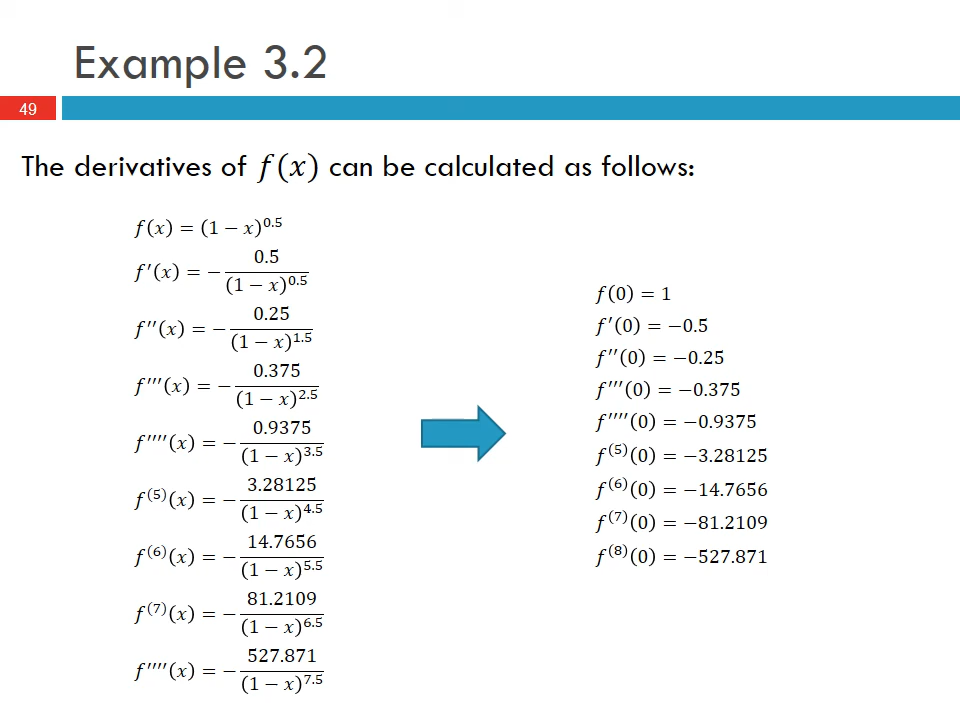 Example 3.2
49
The derivatives of f(x) can be calculated as follows:
f(x) = (1 − x)^0.5
f′(x) = − 0.5 / (1 − x)^0.5
f′′(x) = − 0.25 / (1 − x)^1.5
f′′′(x) = − 0.375 / (1 − x)^2.5
f′′′′(x) = − 0.9375 / (1 − x)^3.5
f^(5)(x) = − 3.28125 / (1 − x)^4.5
f^(6)(x) = − 14.7656 / (1 − x)^5.5
f^(7)(x) = − 81.2109 / (1 − x)^6.5
f′′′′(x) = − 527.871 / (1 − x)^7.5
f(0) = 1
f′(0) = −0.5
f′′(0) = −0.25
f′′′(0) = −0.375
f′′′′(0) = −0.9375
f^(5)(0) = −3.28125
f^(6)(0) = −14.7656
f^(7)(0) = −81.2109
f^(8)(0) = −527.871